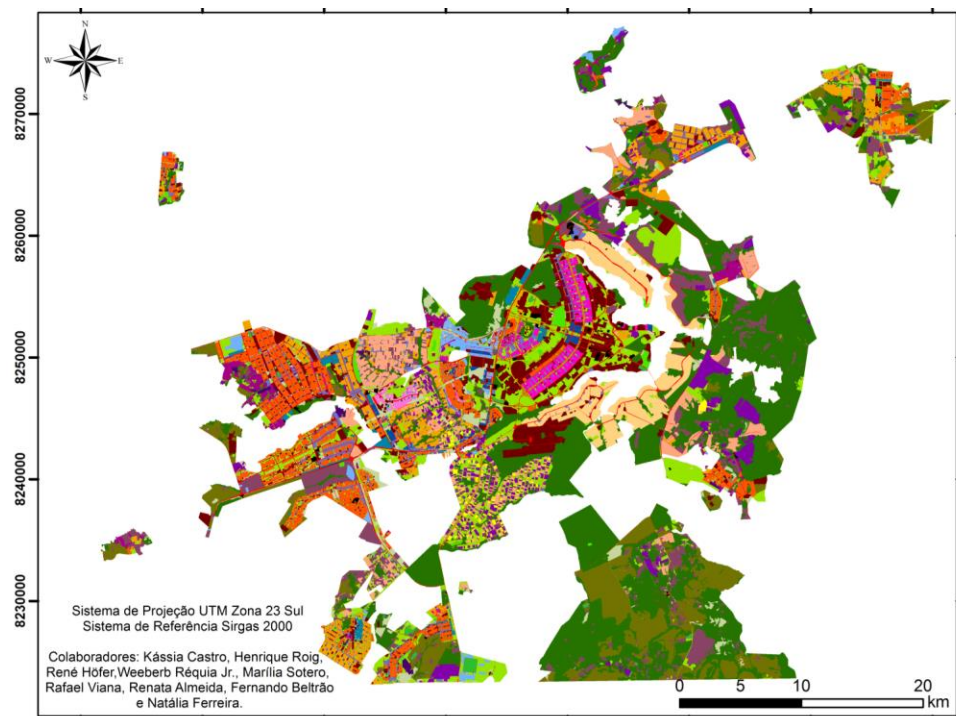 N
W E
S
8270000
8260000
8250000
8240000
8230000
Sistema de Projeção UTM Zona 23 Sul
Sistema de Referência Sirgas 2000
Colaboradores: Kássia Castro, Henrique Roig,
René Höfer,Weeberb Réquia Jr., Marília Sotero,
Rafael Viana, Renata Almeida, Fernando Beltrão
e Natália Ferreira.
0 5 10 20
km